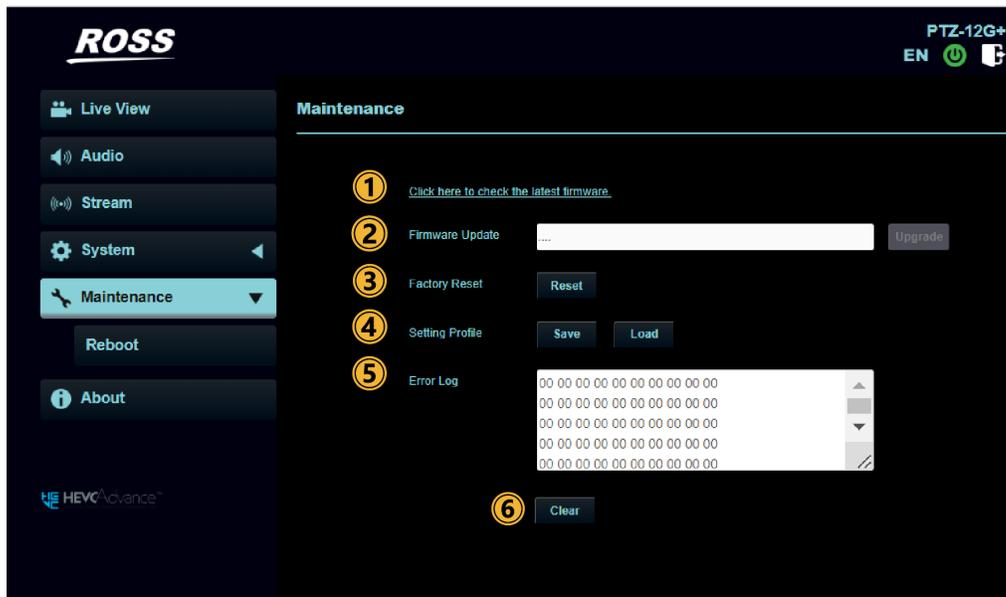 ROSS
PTZ-12G+
EN
Live View
Audio
Stream
System
Maintenance
Reboot
About
HEVC Advance™
Maintenance
1 Click here to check the latest firmware.
2 Firmware Update .... Upgrade
3 Factory Reset Reset
4 Setting Profile Save Load
5 Error Log
00 00 00 00 00 00 00 00 00 00
00 00 00 00 00 00 00 00 00 00
00 00 00 00 00 00 00 00 00 00
00 00 00 00 00 00 00 00 00 00
00 00 00 00 00 00 00 00 00 00
6 Clear